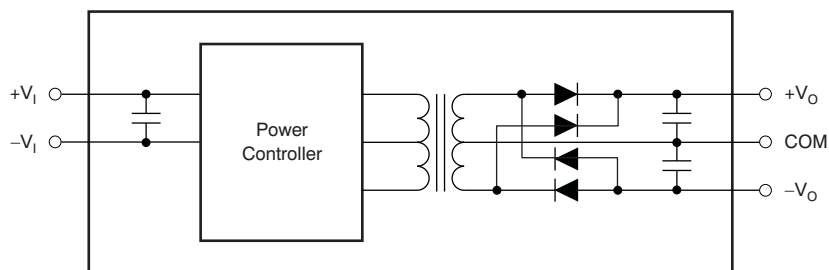 +V_I
−V_I
Power
Controller
+V_O
COM
−V_O